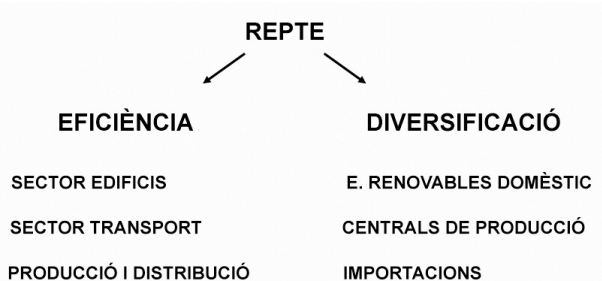 REPTE
EFICIÈNCIA
DIVERSIFICACIÓ
SECTOR EDIFICIS
E. RENOVABLES DOMÈSTIC
SECTOR TRANSPORT
CENTRALS DE PRODUCCIÓ
PRODUCCIÓ I DISTRIBUCIÓ
IMPORTACIONS